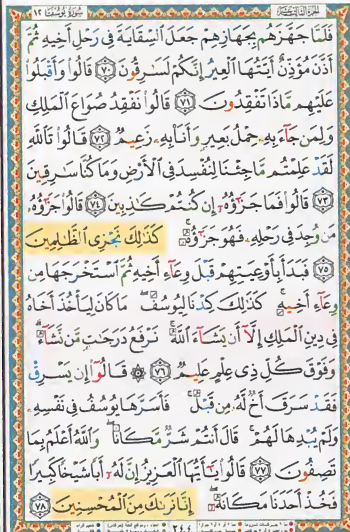 سورة يوسف ١٢
فَلَمَّا جَهَّزَهُم بِجَهَازِهِمْ جَعَلَ السِّقَايَةَ فِي رَحْلِ أَخِيهِ ثُمَّ
أَذَّنَ مُؤَذِّنٌ أَيَّتُهَا الْعِيرُ إِنَّكُمْ لَسَارِقُونَ ٧٠ قَالُوا وَأَقْبَلُوا
عَلَيْهِم مَّاذَا تَفْقِدُونَ ٧١ قَالُوا نَفْقِدُ صُوَاعَ الْمَلِكِ
وَلِمَن جَاءَ بِهِ حِمْلُ بَعِيرٍ وَأَنَا بِهِ زَعِيمٌ ٧٢ قَالُوا تَاللَّهِ
لَقَدْ عَلِمْتُم مَّا جِئْنَا لِنُفْسِدَ فِي الْأَرْضِ وَمَا كُنَّا سَارِقِينَ
٧٣ قَالُوا فَمَا جَزَاؤُهُ إِن كُنتُمْ كَاذِبِينَ ٧٤ قَالُوا جَزَاؤُهُ
مَن وُجِدَ فِي رَحْلِهِ فَهُوَ جَزَاؤُهُ كَذَٰلِكَ نَجْزِي الظَّالِمِينَ
٧٥ فَبَدَأَ بِأَوْعِيَتِهِمْ قَبْلَ وِعَاءِ أَخِيهِ ثُمَّ اسْتَخْرَجَهَا مِن
وِعَاءِ أَخِيهِ كَذَٰلِكَ كِدْنَا لِيُوسُفَ مَا كَانَ لِيَأْخُذَ أَخَاهُ
فِي دِينِ الْمَلِكِ إِلَّا أَن يَشَاءَ اللَّهُ نَرْفَعُ دَرَجَاتٍ مَّن نَّشَاءُ
وَفَوْقَ كُلِّ ذِي عِلْمٍ عَلِيمٌ ٧٦ ۞ قَالُوا إِن يَسْرِقْ
فَقَدْ سَرَقَ أَخٌ لَّهُ مِن قَبْلُ فَأَسَرَّهَا يُوسُفُ فِي نَفْسِهِ
وَلَمْ يُبْدِهَا لَهُمْ قَالَ أَنتُمْ شَرٌّ مَّكَانًا وَاللَّهُ أَعْلَمُ بِمَا
تَصِفُونَ ٧٧ قَالُوا يَا أَيُّهَا الْعَزِيزُ إِنَّ لَهُ أَبًا شَيْخًا كَبِيرًا
فَخُذْ أَحَدَنَا مَكَانَهُ إِنَّا نَرَاكَ مِنَ الْمُحْسِنِينَ ٧٨
٢٤٤